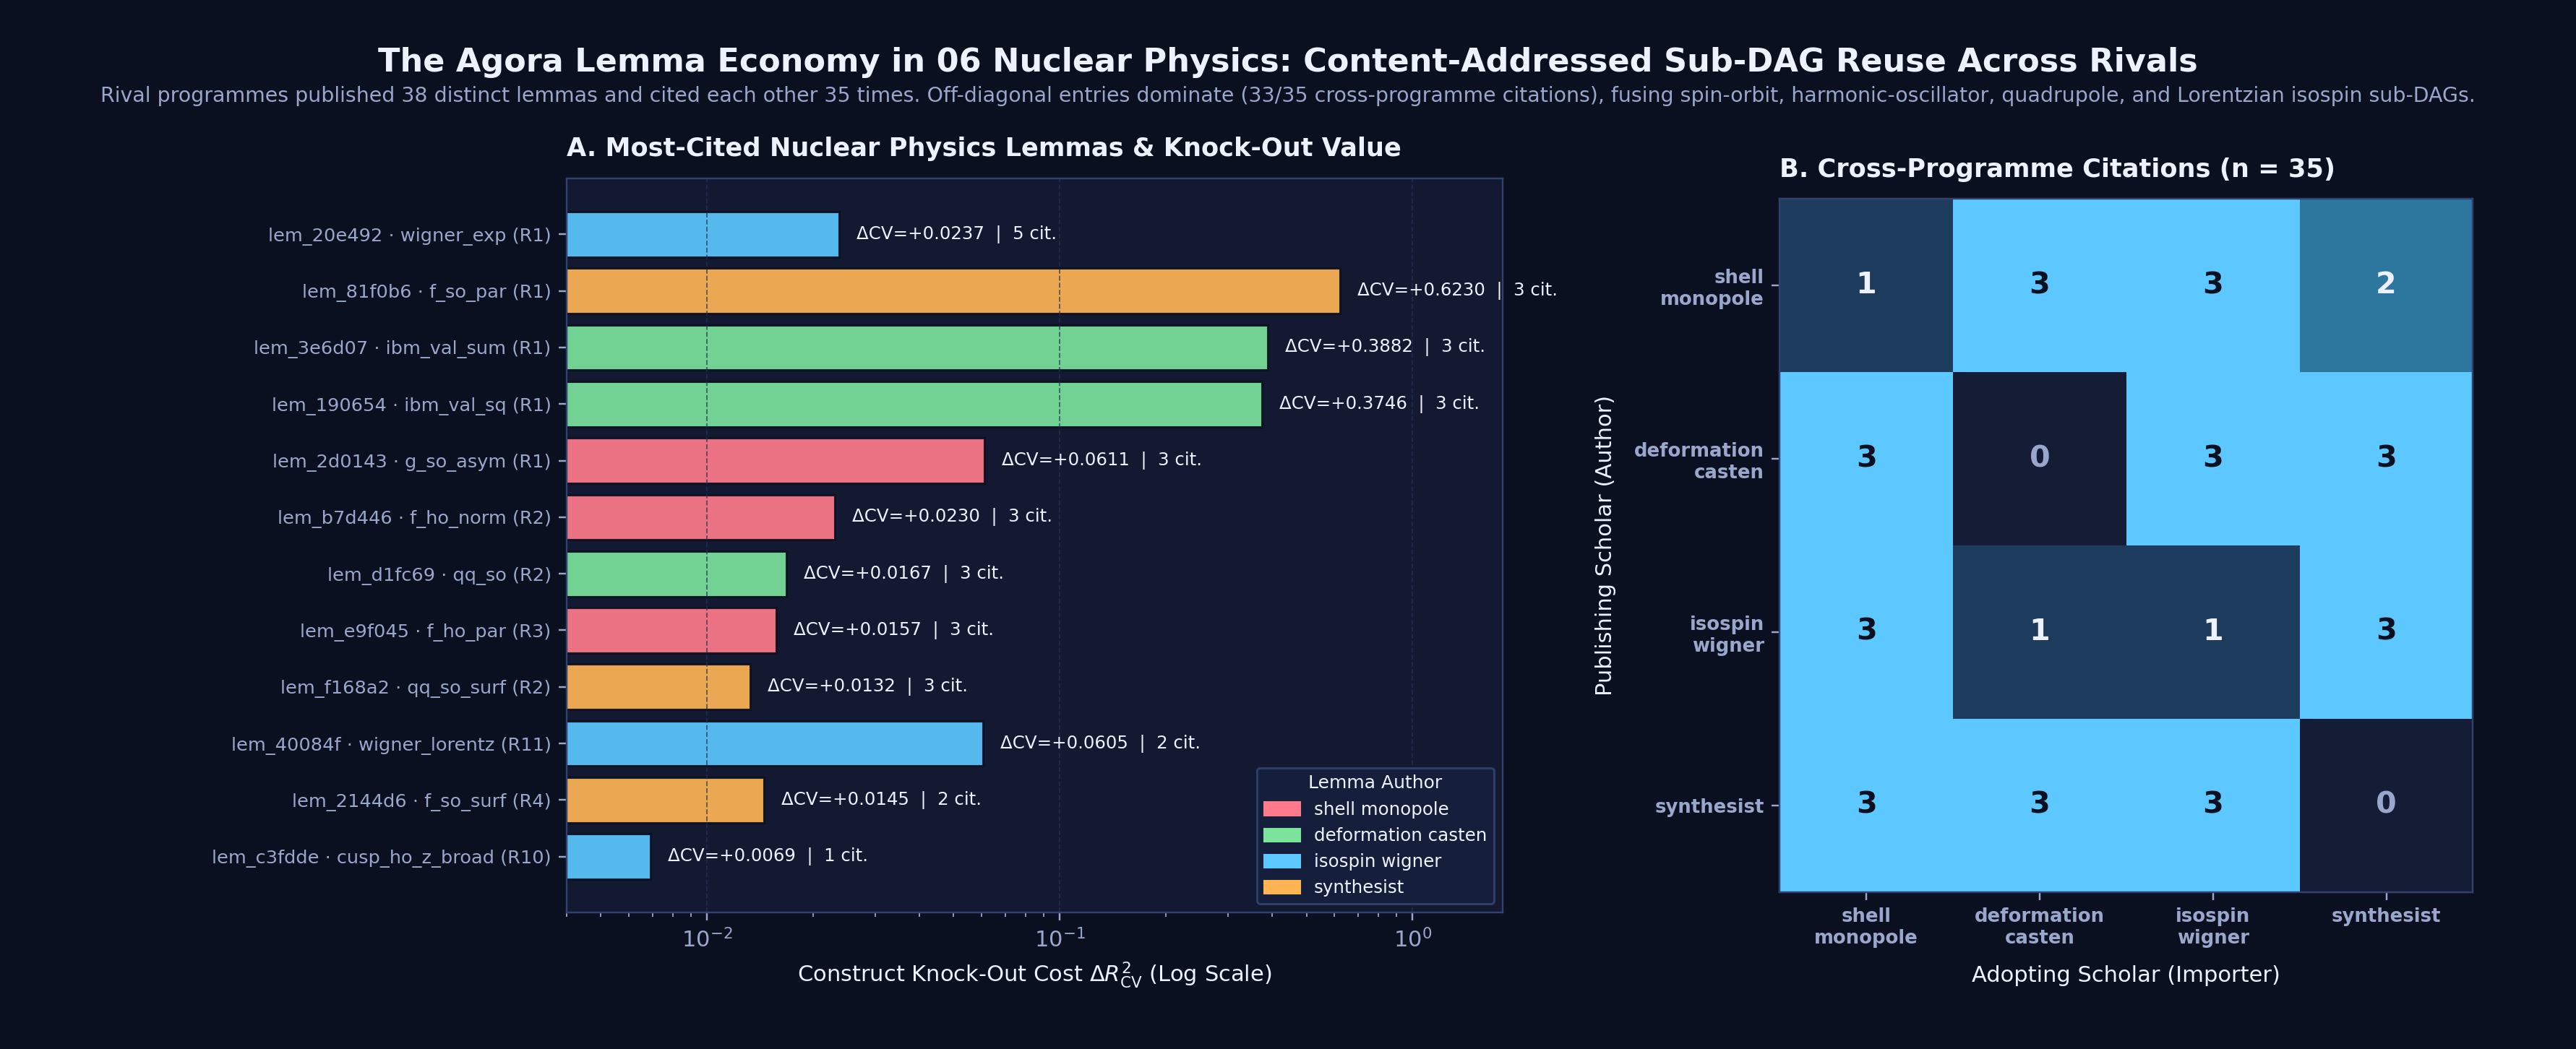 The Agora Lemma Economy in 06 Nuclear Physics: Content-Addressed Sub-DAG Reuse Across Rivals
Rival programmes published 38 distinct lemmas and cited each other 35 times. Off-diagonal entries dominate (33/35 cross-programme citations), fusing spin-orbit, harmonic-oscillator, quadrupole, and Lorentzian isospin sub-DAGs.
A. Most-Cited Nuclear Physics Lemmas & Knock-Out Value
lem_20e492 · wigner_exp (R1)
ΔCV=+0.0237 | 5 cit.
lem_81f0b6 · f_so_par (R1)
ΔCV=+0.6230 | 3 cit.
lem_3e6d07 · ibm_val_sum (R1)
ΔCV=+0.3882 | 3 cit.
lem_190654 · ibm_val_sq (R1)
ΔCV=+0.3746 | 3 cit.
lem_2d0143 · g_so_asym (R1)
ΔCV=+0.0611 | 3 cit.
lem_b7d446 · f_ho_norm (R2)
ΔCV=+0.0230 | 3 cit.
lem_d1fc69 · qq_so (R2)
ΔCV=+0.0167 | 3 cit.
lem_e9f045 · f_ho_par (R3)
ΔCV=+0.0157 | 3 cit.
lem_f168a2 · qq_so_surf (R2)
ΔCV=+0.0132 | 3 cit.
lem_40084f · wigner_lorentz (R11)
ΔCV=+0.0605 | 2 cit.
lem_2144d6 · f_so_surf (R4)
ΔCV=+0.0145 | 2 cit.
lem_c3fdde · cusp_ho_z_broad (R10)
ΔCV=+0.0069 | 1 cit.
Lemma Author
shell monopole
deformation casten
isospin wigner
synthesist
10⁻² 10⁻¹ 10⁰
Construct Knock-Out Cost ΔR²CV (Log Scale)
B. Cross-Programme Citations (n = 35)
Publishing Scholar (Author)
shell
monopole
1 3 3 2
deformation
casten
3 0 3 3
isospin
wigner
3 1 1 3
synthesist
3 3 3 0
shell
monopole
deformation
casten
isospin
wigner
synthesist
Adopting Scholar (Importer)